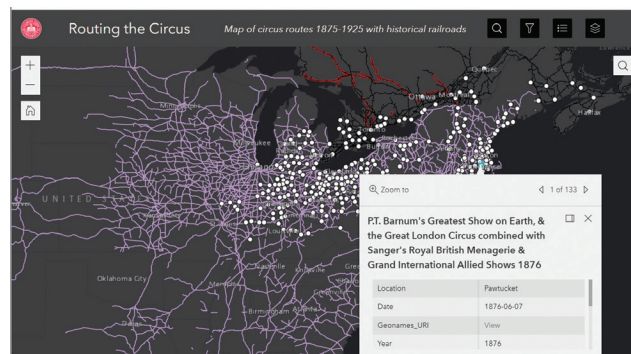 Routing the Circus
Map of circus routes 1875-1925 with historical railroads
Quebec
Ottawa
Halifax
Milwaukee
UNITED
Oklahoma City
Nashville
Knoxville
Memphis
Birmingham
Atlanta
Dallas
Zoom to
1 of 133
P.T. Barnum's Greatest Show on Earth, &
the Great London Circus combined with
Sanger's Royal British Menagerie &
Grand International Allied Shows 1876
Location Pawtucket
Date 1876-06-07
Geonames_URI View
Year 1876